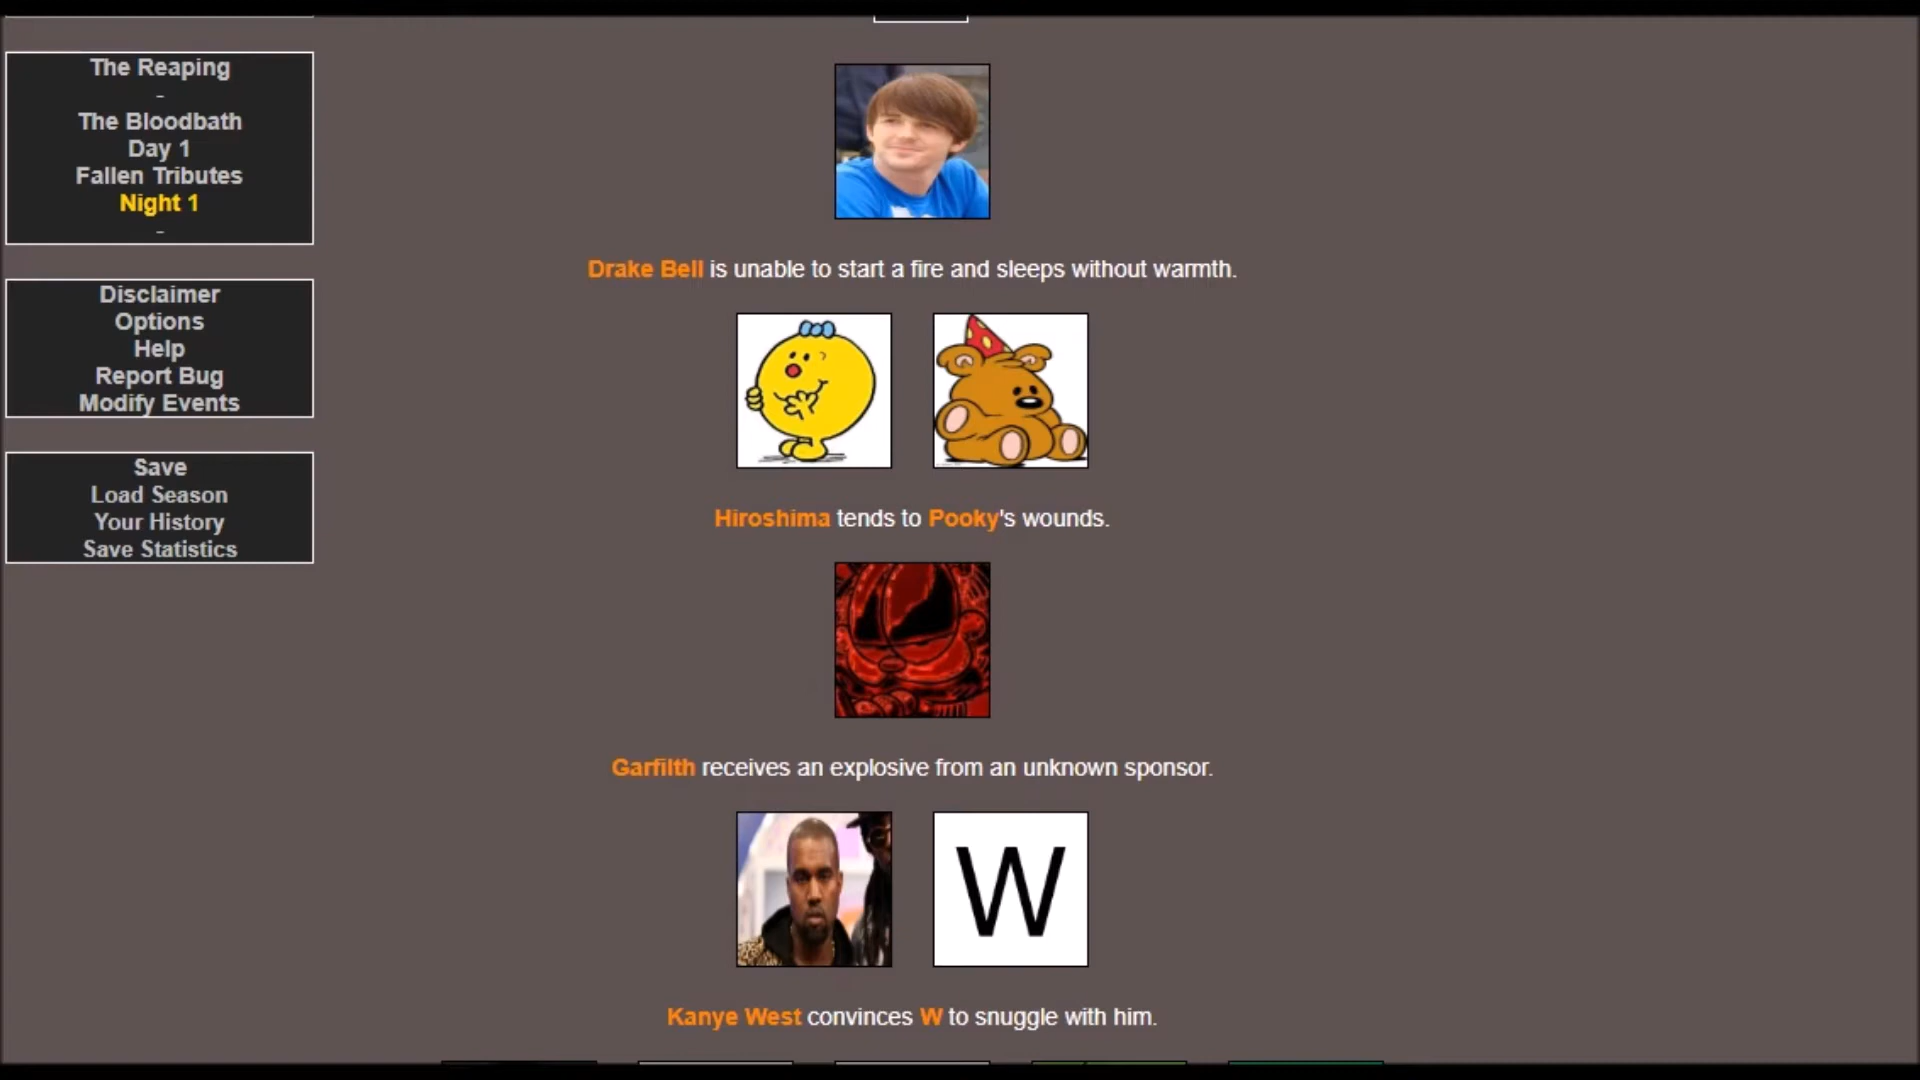 The Reaping
-
The Bloodbath
Day 1
Fallen Tributes
Night 1
-
Disclaimer
Options
Help
Report Bug
Modify Events
Save
Load Season
Your History
Save Statistics
Drake Bell is unable to start a fire and sleeps without warmth.
Hiroshima tends to Pooky's wounds.
Garfilth receives an explosive from an unknown sponsor.
W
Kanye West convinces W to snuggle with him.